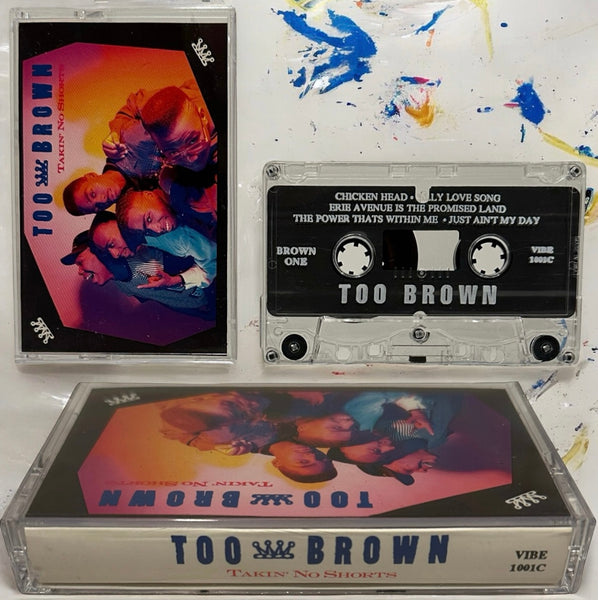 TOO BROWN
TAKIN' NO SHORTS
CHICKEN HEAD • LLY LOVE SONG
ERIE AVENUE IS THE PROMISED LAND
THE POWER THATS WITHIN ME • JUST AIN'T MY DAY
BROWN
ONE
VIBE
1001C
TOO BROWN
TAKIN' NO SHORTS
TOO BROWN
TOO BROWN
TAKIN' NO SHORTS
VIBE
1001C